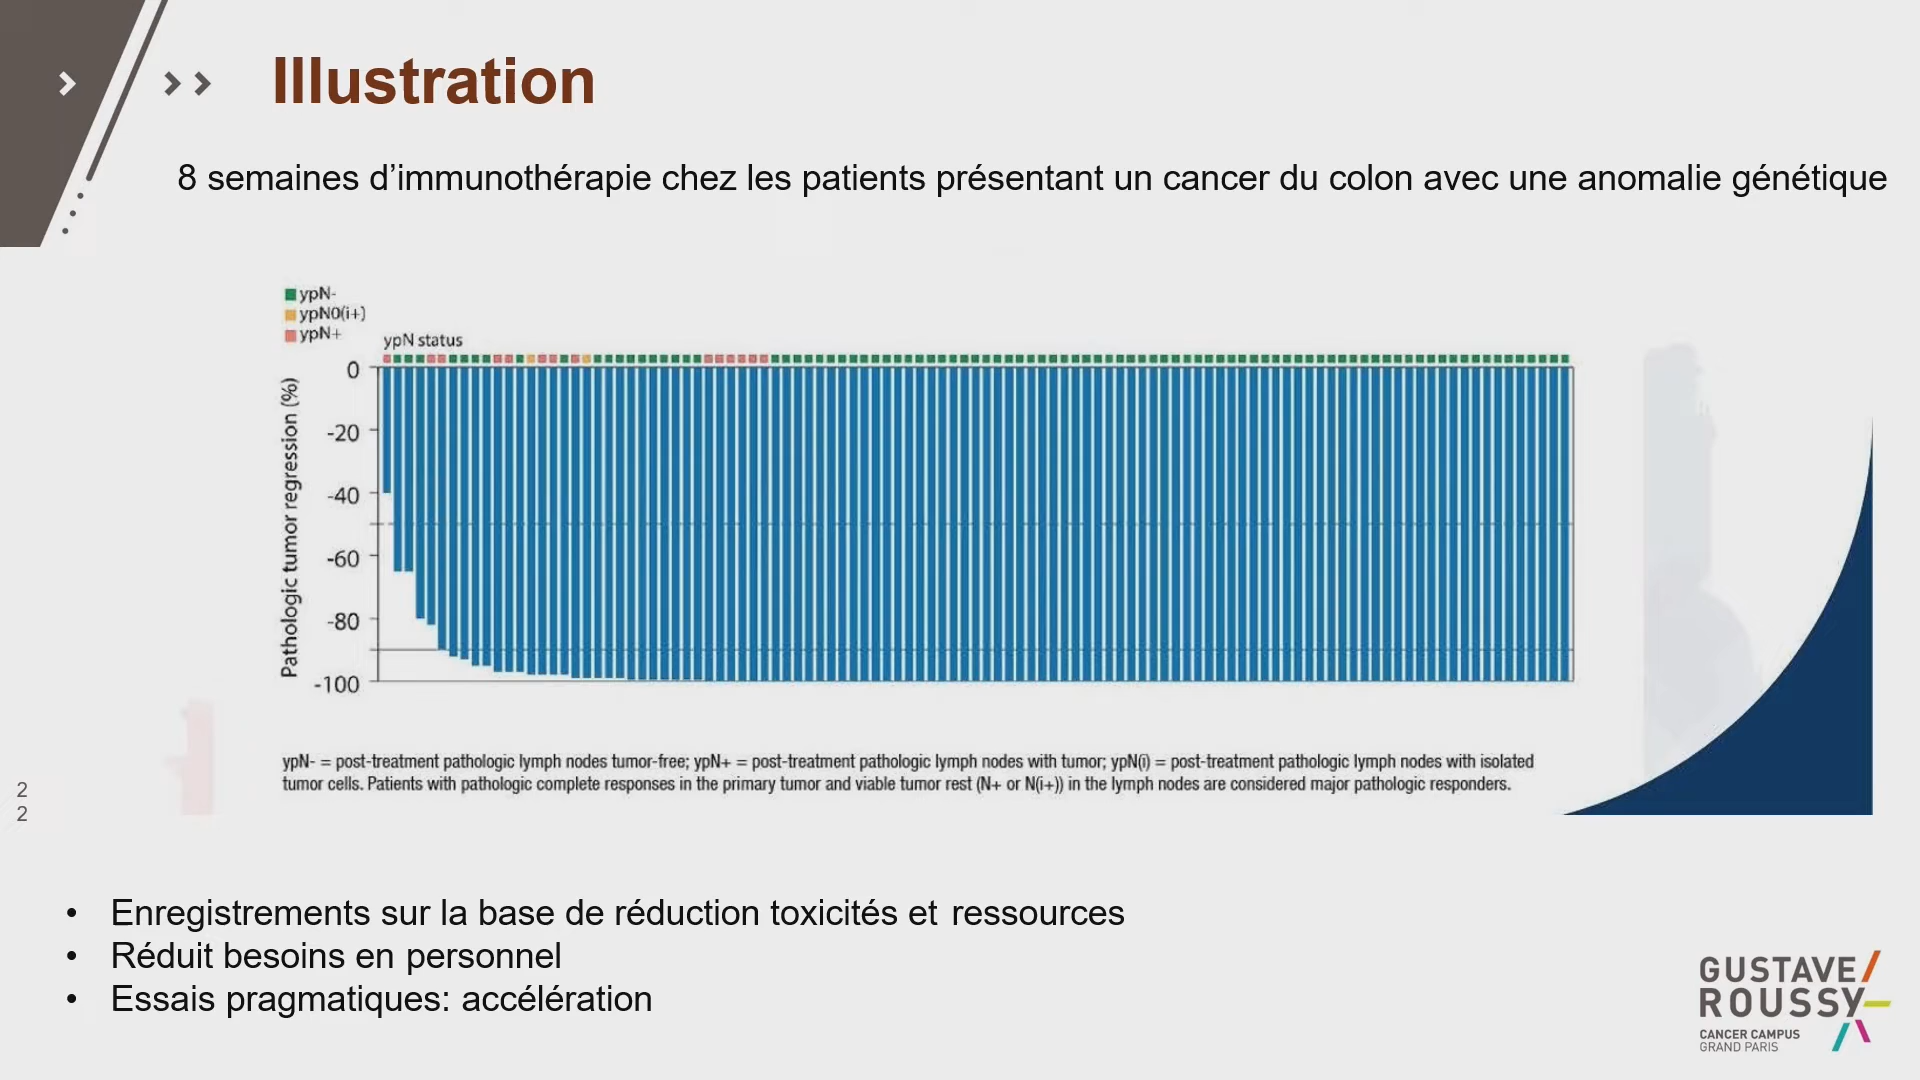 Illustration
8 semaines d’immunothérapie chez les patients présentant un cancer du colon avec une anomalie génétique
ypN-
ypN0(i+)
ypN+
ypN status
Pathologic tumor regression (%)
0
-20
-40
-60
-80
-100
ypN- = post-treatment pathologic lymph nodes tumor-free; ypN+ = post-treatment pathologic lymph nodes with tumor; ypN(i) = post-treatment pathologic lymph nodes with isolated
tumor cells. Patients with pathologic complete responses in the primary tumor and viable tumor rest (N+ or N(i+)) in the lymph nodes are considered major pathologic responders.
2
2
• Enregistrements sur la base de réduction toxicités et ressources
• Réduit besoins en personnel
• Essais pragmatiques: accélération
GUSTAVE
ROUSSY
CANCER CAMPUS
GRAND PARIS